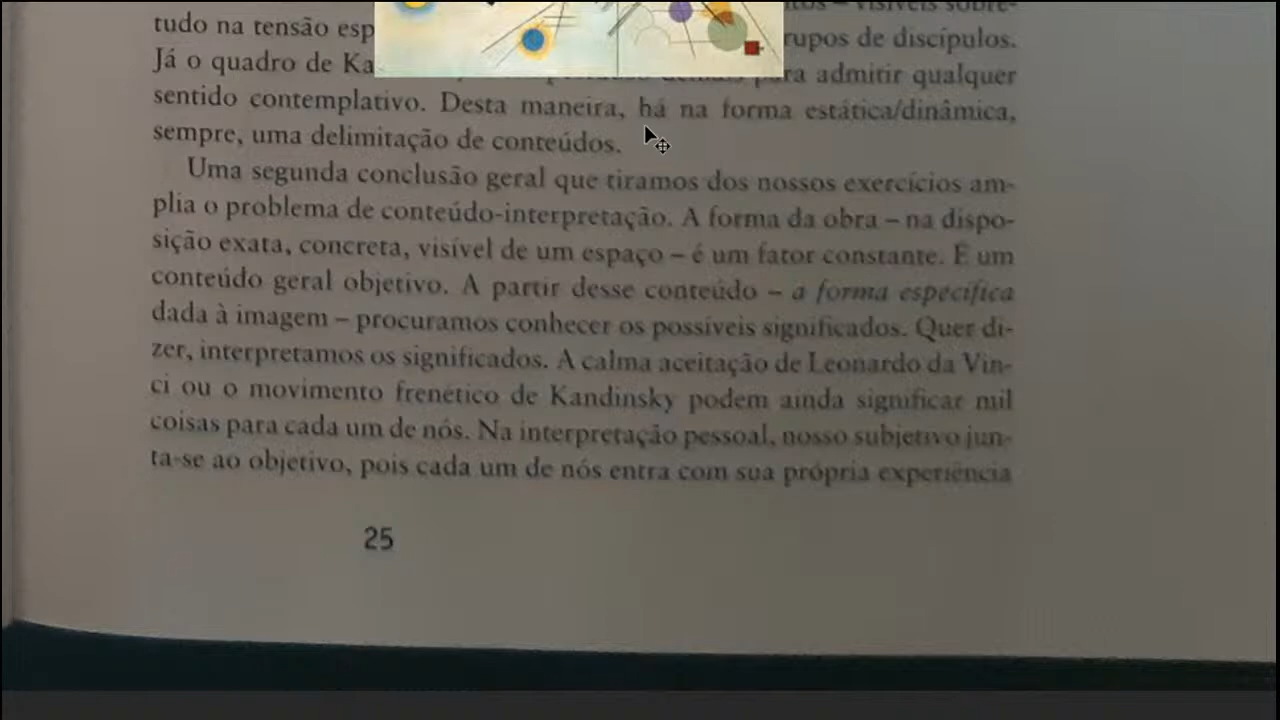 tudo na tensão esp
rupos de discípulos.
Já o quadro de Ka
para admitir qualquer
sentido contemplativo. Desta maneira, há na forma estática/dinâmica,
sempre, uma delimitação de conteúdos.
Uma segunda conclusão geral que tiramos dos nossos exercícios am-
plia o problema de conteúdo-interpretação. A forma da obra – na dispo-
sição exata, concreta, visível de um espaço – é um fator constante. É um
conteúdo geral objetivo. A partir desse conteúdo – a forma específica
dada à imagem – procuramos conhecer os possíveis significados. Quer di-
zer, interpretamos os significados. A calma aceitação de Leonardo da Vin-
ci ou o movimento frenético de Kandinsky podem ainda significar mil
coisas para cada um de nós. Na interpretação pessoal, nosso subjetivo jun-
ta-se ao objetivo, pois cada um de nós entra com sua própria experiência
25